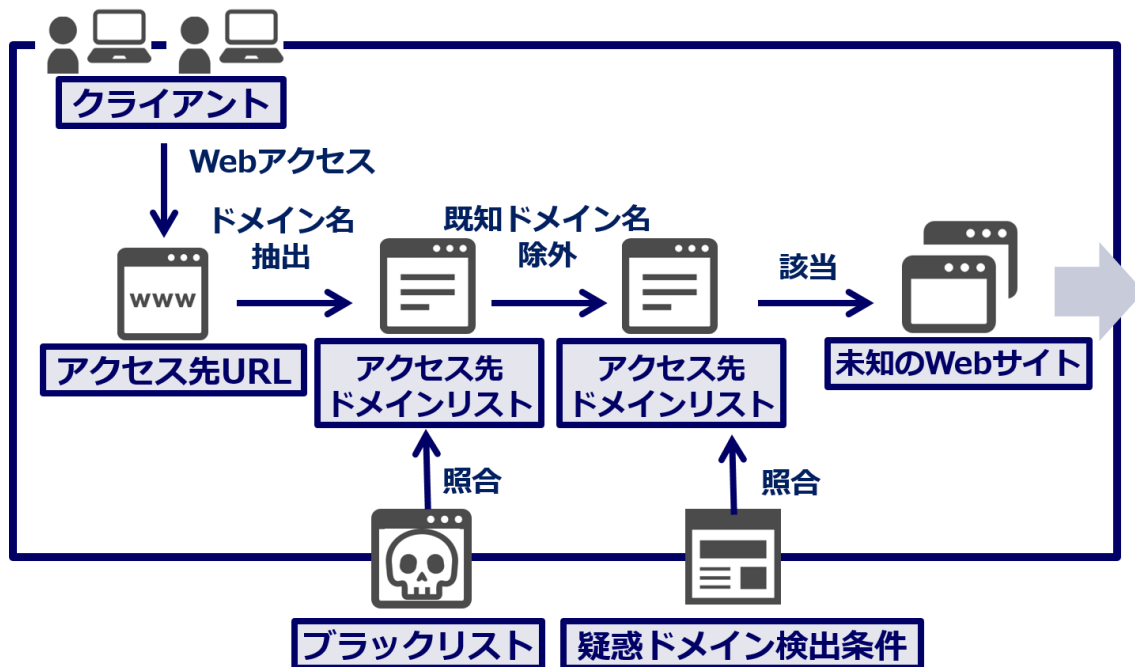 クライアント
Webアクセス
ドメイン名
抽出
既知ドメイン名
除外
該当
www
アクセス先URL
アクセス先
ドメインリスト
アクセス先
ドメインリスト
未知のWebサイト
照合
照合
ブラックリスト
疑惑ドメイン検出条件